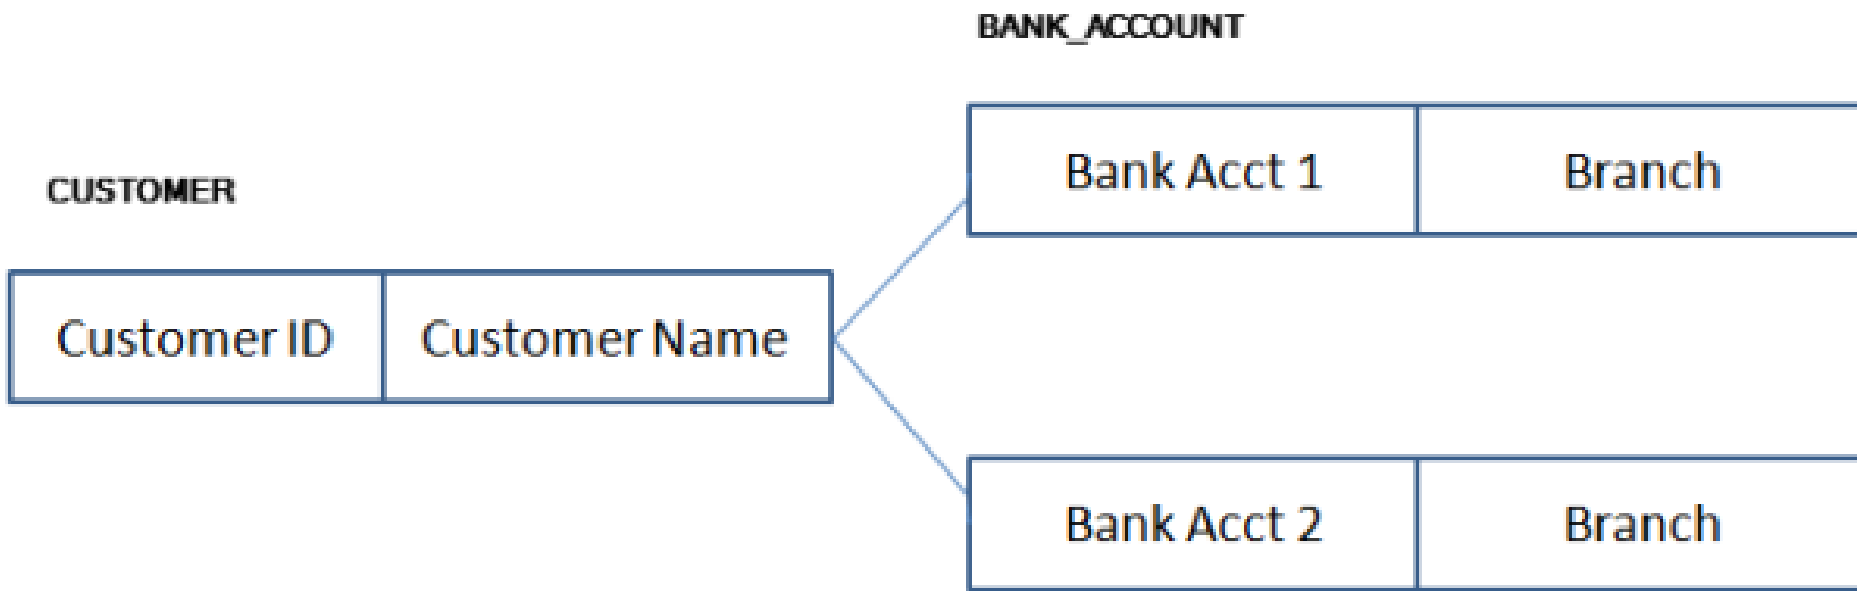 BANK_ACCOUNT
Bank Acct 1 Branch
CUSTOMER
Customer ID Customer Name
Bank Acct 2 Branch